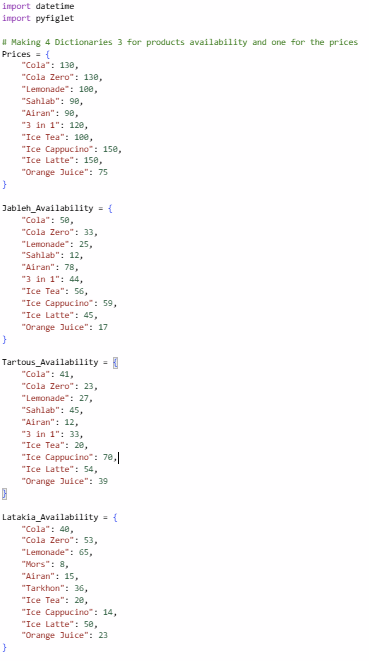 import datetime
import pyfiglet
# Making 4 Dictionaries 3 for products availability and one for the prices
Prices = {
"Cola": 130,
"Cola Zero": 130,
"Lemonade": 100,
"Sahlab": 90,
"Airan": 90,
"3 in 1": 120,
"Ice Tea": 100,
"Ice Cappucino": 150,
"Ice Latte": 150,
"Orange Juice": 75
}
Jableh_Availability = {
"Cola": 50,
"Cola Zero": 33,
"Lemonade": 25,
"Sahlab": 12,
"Airan": 78,
"3 in 1": 44,
"Ice Tea": 56,
"Ice Cappucino": 59,
"Ice Latte": 45,
"Orange Juice": 17
}
Tartous_Availability = {
"Cola": 41,
"Cola Zero": 23,
"Lemonade": 27,
"Sahlab": 45,
"Airan": 12,
"3 in 1": 33,
"Ice Tea": 20,
"Ice Cappucino": 70,
"Ice Latte": 54,
"Orange Juice": 39
}
Latakia_Availability = {
"Cola": 40,
"Cola Zero": 53,
"Lemonade": 65,
"Mors": 8,
"Airan": 15,
"Tarkhon": 36,
"Ice Tea": 20,
"Ice Cappucino": 14,
"Ice Latte": 50,
"Orange Juice": 23
}